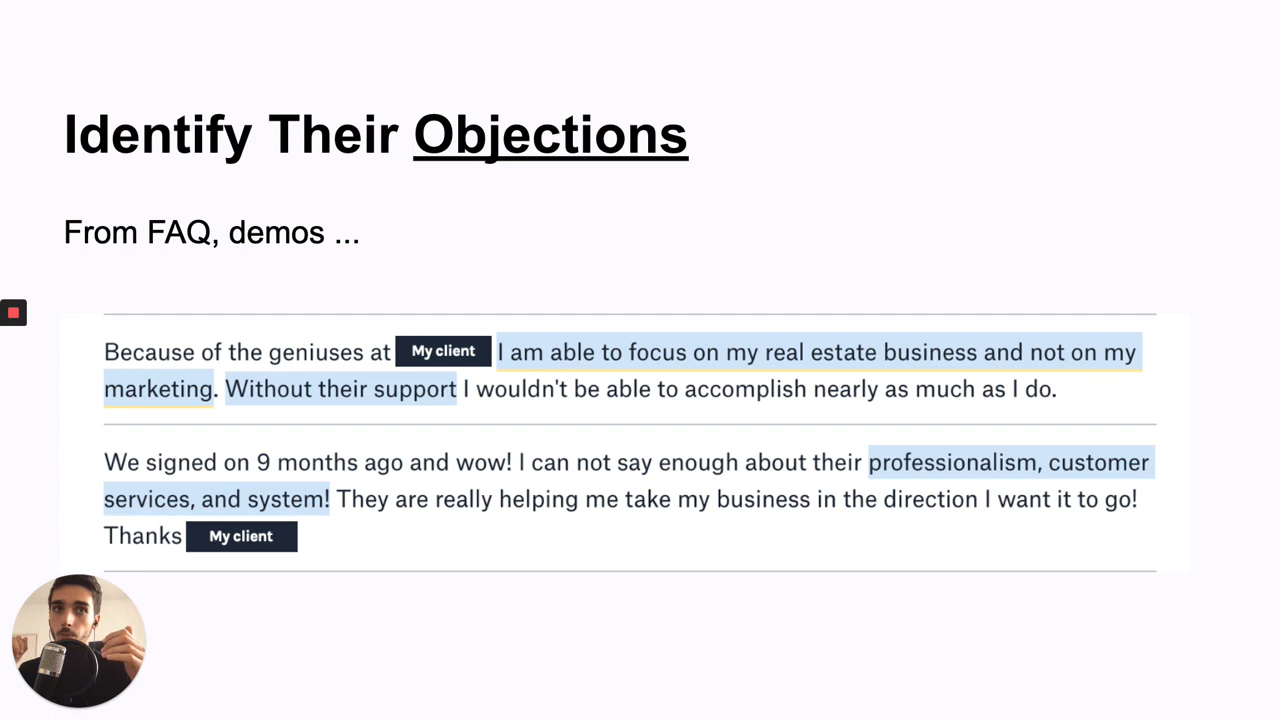 Identify Their Objections
From FAQ, demos ...
Because of the geniuses at My client I am able to focus on my real estate business and not on my
marketing. Without their support I wouldn't be able to accomplish nearly as much as I do.
We signed on 9 months ago and wow! I can not say enough about their professionalism, customer
services, and system! They are really helping me take my business in the direction I want it to go!
Thanks My client